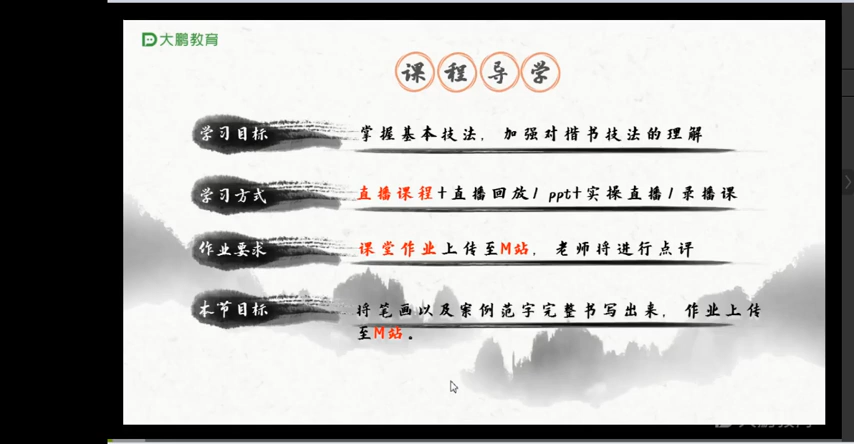 大鹏教育
课程导学
学习目标 掌握基本技法，加强对楷书技法的理解
学习方式 直播课程+直播回放/ppt+实操直播/录播课
作业要求 课堂作业上传至M站，老师将进行点评
本节目标 将笔画以及案例范字完整书写出来，作业上传
至M站。